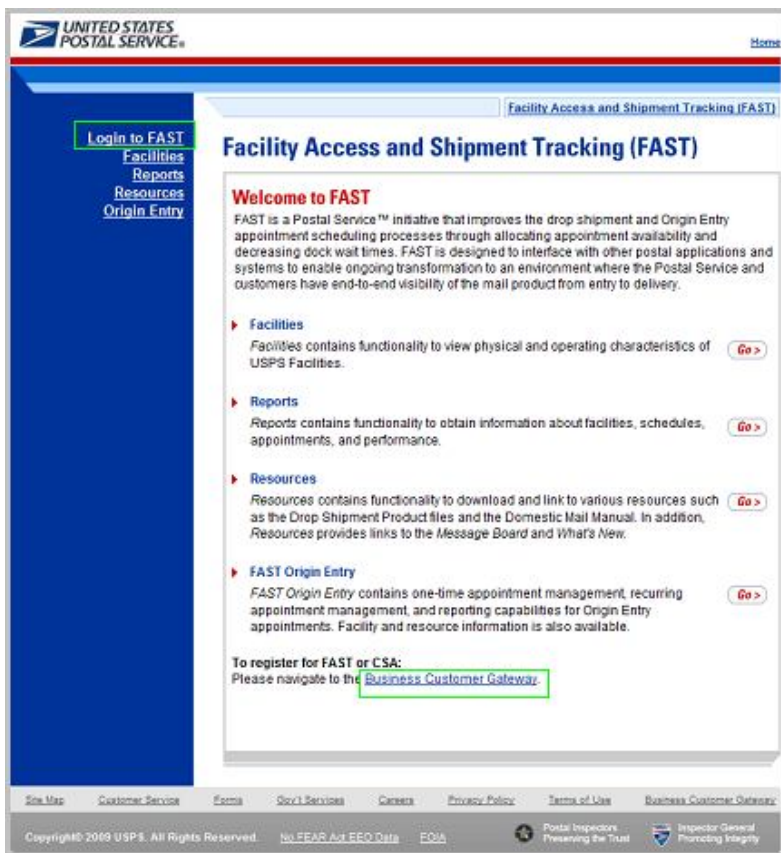 UNITED STATES
POSTAL SERVICE®
Home
Facility Access and Shipment Tracking (FAST)
Login to FAST
Facilities
Reports
Resources
Origin Entry
Facility Access and Shipment Tracking (FAST)
Welcome to FAST
FAST is a Postal Service™ initiative that improves the drop shipment and Origin Entry
appointment scheduling processes through allocating appointment availability and
decreasing dock wait times. FAST is designed to interface with other postal applications and
systems to enable ongoing transformation to an environment where the Postal Service and
customers have end-to-end visibility of the mail product from entry to delivery.
Facilities
Facilities contains functionality to view physical and operating characteristics of
USPS Facilities.
Go >
Reports
Reports contains functionality to obtain information about facilities, schedules,
appointments, and performance.
Go >
Resources
Resources contains functionality to download and link to various resources such
as the Drop Shipment Product files and the Domestic Mail Manual. In addition,
Resources provides links to the Message Board and What's New.
Go >
FAST Origin Entry
FAST Origin Entry contains one-time appointment management, recurring
appointment management, and reporting capabilities for Origin Entry
appointments. Facility and resource information is also available.
Go >
To register for FAST or CSA:
Please navigate to the Business Customer Gateway.
Site Map Customer Service Forms Gov't Services Careers Privacy Policy Terms of Use Business Customer Gateway
Copyright© 2009 USPS. All Rights Reserved. No FEAR Act EEO Data FOIA
Postal Inspectors
Preserving the Trust
Inspector General
Promoting Integrity